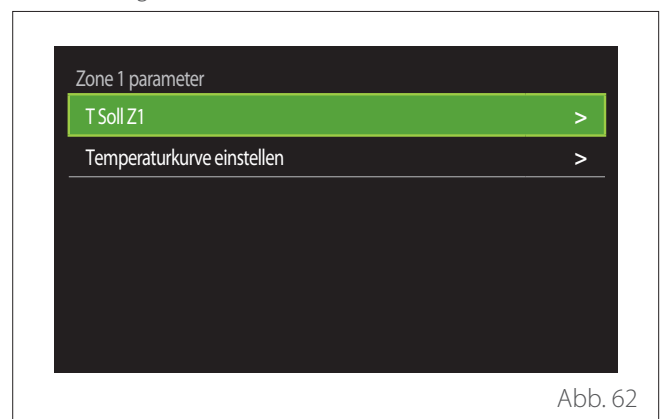 Zone 1 parameter
T Soll Z1 >
Temperaturkurve einstellen >
Abb. 62